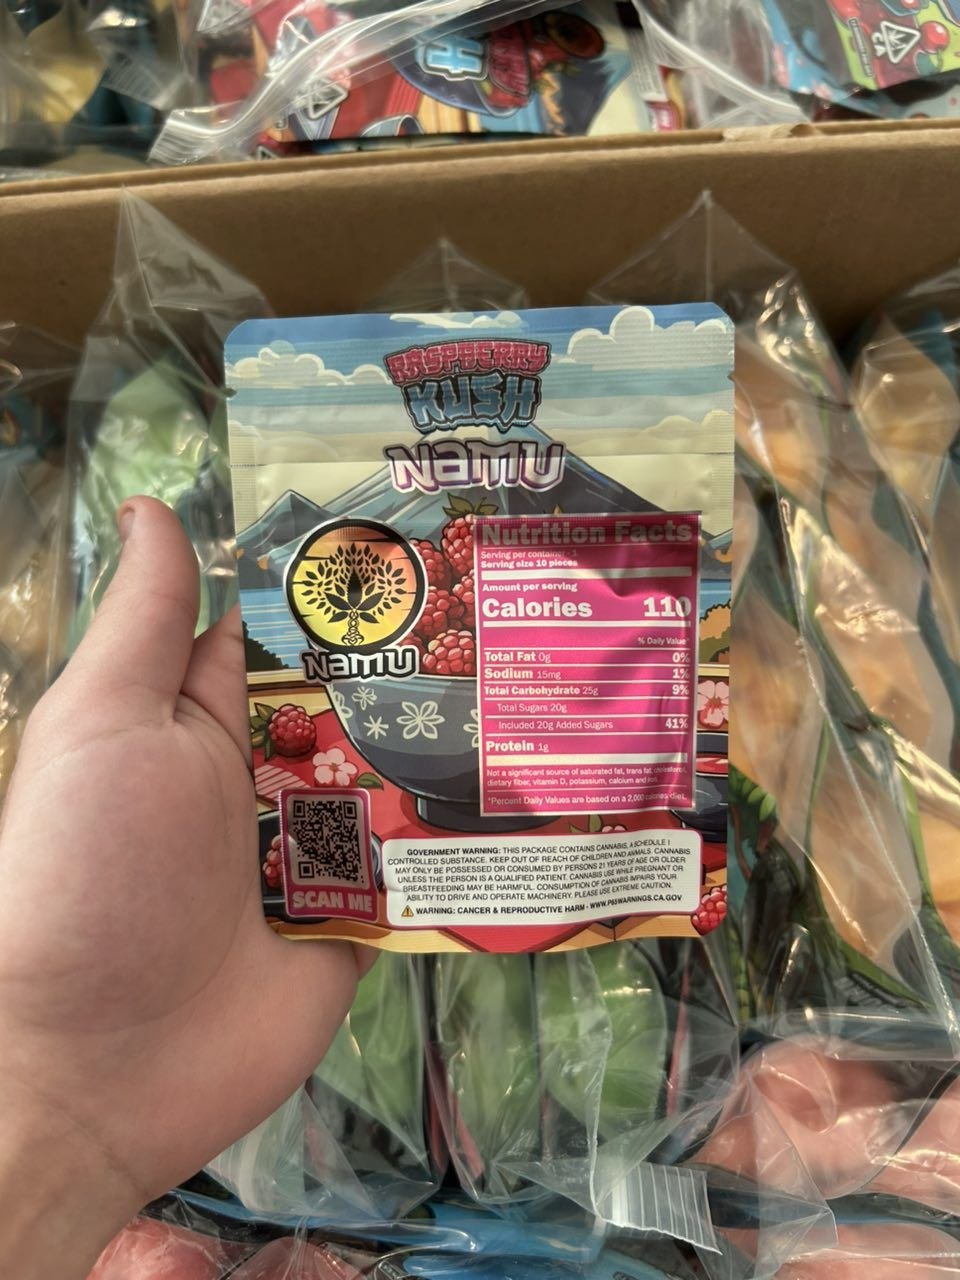 RASPBERRY
KUSH
NAMU
NAMU
Nutrition Facts
Serving per container 1
Serving size 10 pieces
Amount per serving
Calories 110
% Daily Value*
Total Fat 0g 0%
Sodium 15mg 1%
Total Carbohydrate 25g 9%
Total Sugars 20g
Included 20g Added Sugars 41%
Protein 1g
Not a significant source of saturated fat, trans fat, cholesterol,
dietary fiber, vitamin D, potassium, calcium and iron
*Percent Daily Values are based on a 2,000 calories diet.
SCAN ME
GOVERNMENT WARNING: THIS PACKAGE CONTAINS CANNABIS, A SCHEDULE I
CONTROLLED SUBSTANCE. KEEP OUT OF REACH OF CHILDREN AND ANIMALS. CANNABIS
MAY ONLY BE POSSESSED OR CONSUMED BY PERSONS 21 YEARS OF AGE OR OLDER
UNLESS THE PERSON IS A QUALIFIED PATIENT. CANNABIS USE WHILE PREGNANT OR
BREASTFEEDING MAY BE HARMFUL. CONSUMPTION OF CANNABIS IMPAIRS YOUR
ABILITY TO DRIVE AND OPERATE MACHINERY. PLEASE USE EXTREME CAUTION.
WARNING: CANCER & REPRODUCTIVE HARM - WWW.P65WARNINGS.CA.GOV